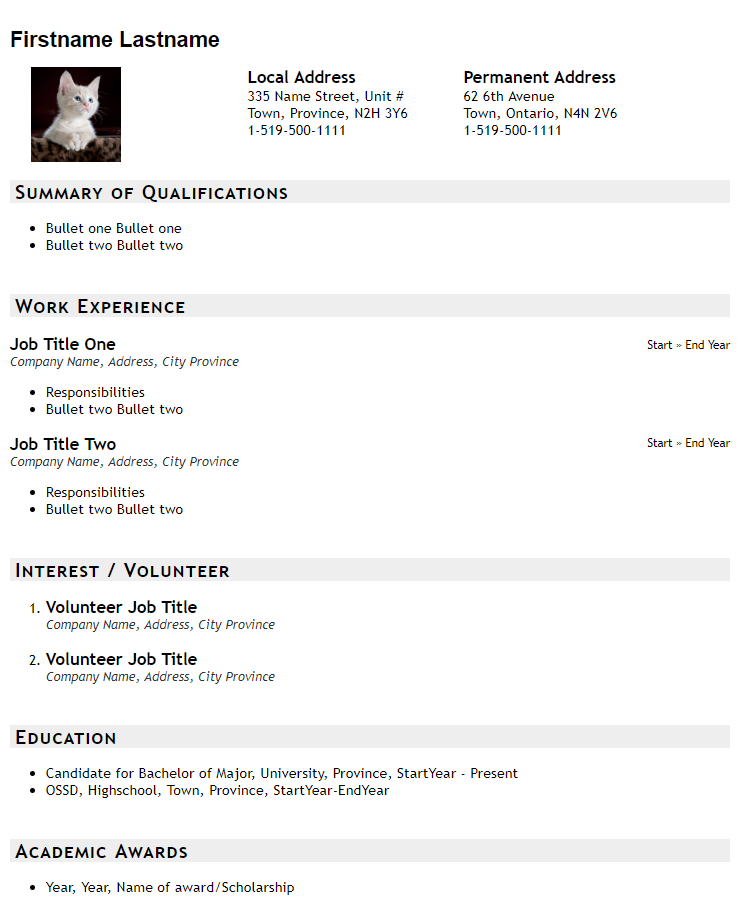 Firstname Lastname
Local Address
335 Name Street, Unit #
Town, Province, N2H 3Y6
1-519-500-1111
Permanent Address
62 6th Avenue
Town, Ontario, N4N 2V6
1-519-500-1111
Summary of Qualifications
• Bullet one Bullet one
• Bullet two Bullet two
Work Experience
Job Title One
Start » End Year
Company Name, Address, City Province
• Responsibilities
• Bullet two Bullet two
Job Title Two
Start » End Year
Company Name, Address, City Province
• Responsibilities
• Bullet two Bullet two
Interest / Volunteer
1. Volunteer Job Title
Company Name, Address, City Province
2. Volunteer Job Title
Company Name, Address, City Province
Education
• Candidate for Bachelor of Major, University, Province, StartYear - Present
• OSSD, Highschool, Town, Province, StartYear-EndYear
Academic Awards
• Year, Year, Name of award/Scholarship